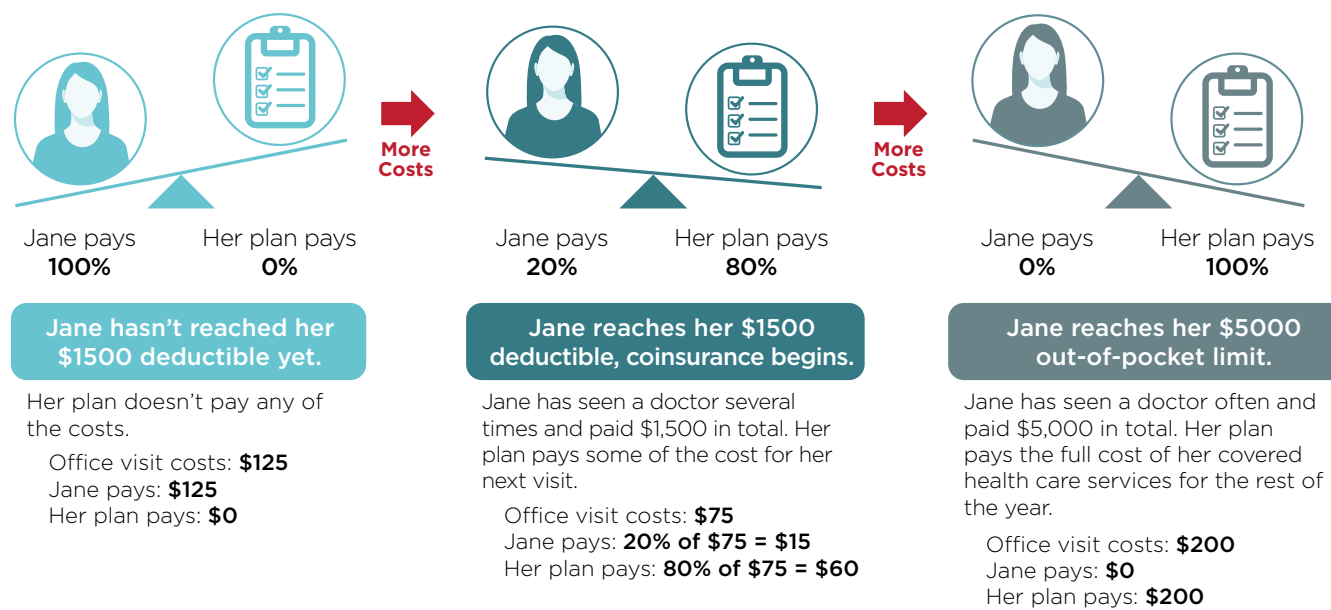 More
Costs
More
Costs
Jane pays
100%
Her plan pays
0%
Jane pays
20%
Her plan pays
80%
Jane pays
0%
Her plan pays
100%
Jane hasn’t reached her
$1500 deductible yet.
Her plan doesn’t pay any of
the costs.
Office visit costs: $125
Jane pays: $125
Her plan pays: $0
Jane reaches her $1500
deductible, coinsurance begins.
Jane has seen a doctor several
times and paid $1,500 in total. Her
plan pays some of the cost for her
next visit.
Office visit costs: $75
Jane pays: 20% of $75 = $15
Her plan pays: 80% of $75 = $60
Jane reaches her $5000
out-of-pocket limit.
Jane has seen a doctor often and
paid $5,000 in total. Her plan
pays the full cost of her covered
health care services for the rest of
the year.
Office visit costs: $200
Jane pays: $0
Her plan pays: $200